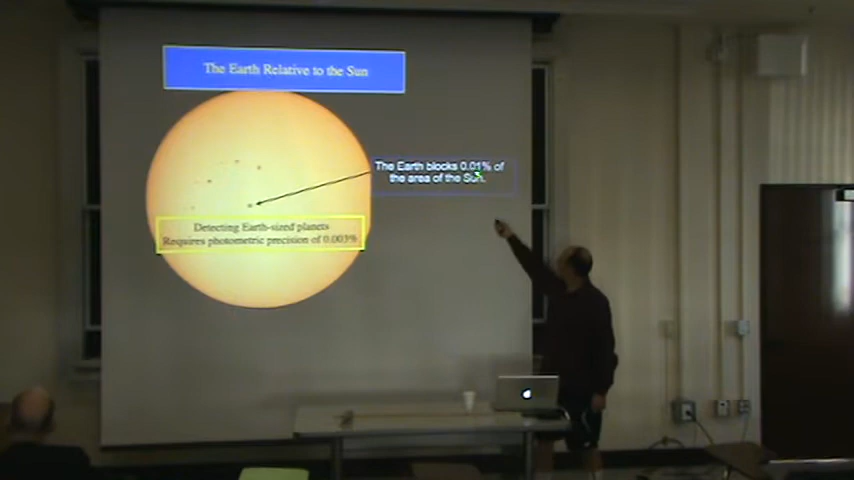 The Earth Relative to the Sun
The Earth blocks 0.01% of
the area of the Sun.
Detecting Earth-sized planets
Requires photometric precision of 0.003%